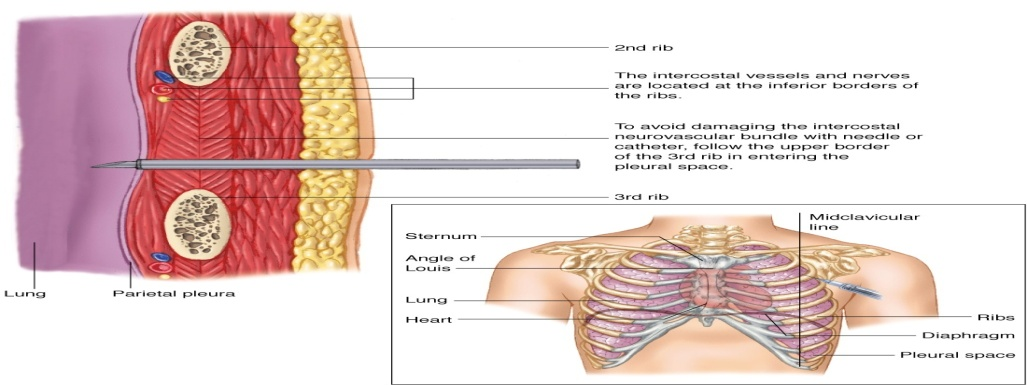 2nd rib
The intercostal vessels and nerves
are located at the inferior borders of
the ribs.
To avoid damaging the intercostal
neurovascular bundle with needle or
catheter, follow the upper border
of the 3rd rib in entering the
pleural space.
3rd rib
Lung
Parietal pleura
Midclavicular
line
Sternum
Angle of
Louis
Lung
Heart
Ribs
Diaphragm
Pleural space